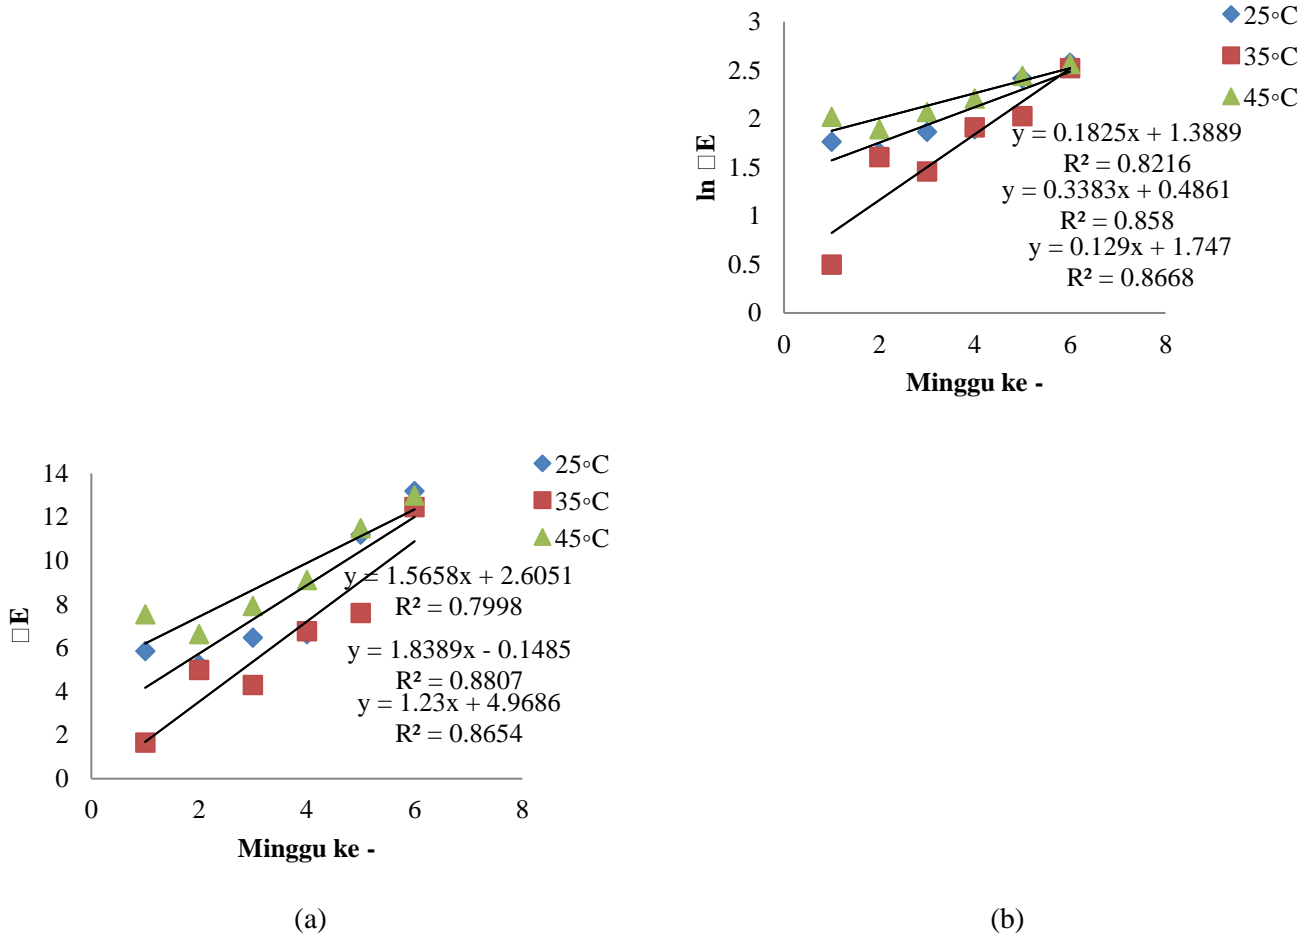 3
2.5
2
1.5
1
0.5
0
ln □E
0 2 4 6 8
Minggu ke -
25◦C
35◦C
45◦C
y = 0.1825x + 1.3889
R² = 0.8216
y = 0.3383x + 0.4861
R² = 0.858
y = 0.129x + 1.747
R² = 0.8668
14
12
10
8
6
4
2
0
□E
0 2 4 6 8
Minggu ke -
25◦C
35◦C
45◦C
y = 1.5658x + 2.6051
R² = 0.7998
y = 1.8389x - 0.1485
R² = 0.8807
y = 1.23x + 4.9686
R² = 0.8654
(a) (b)